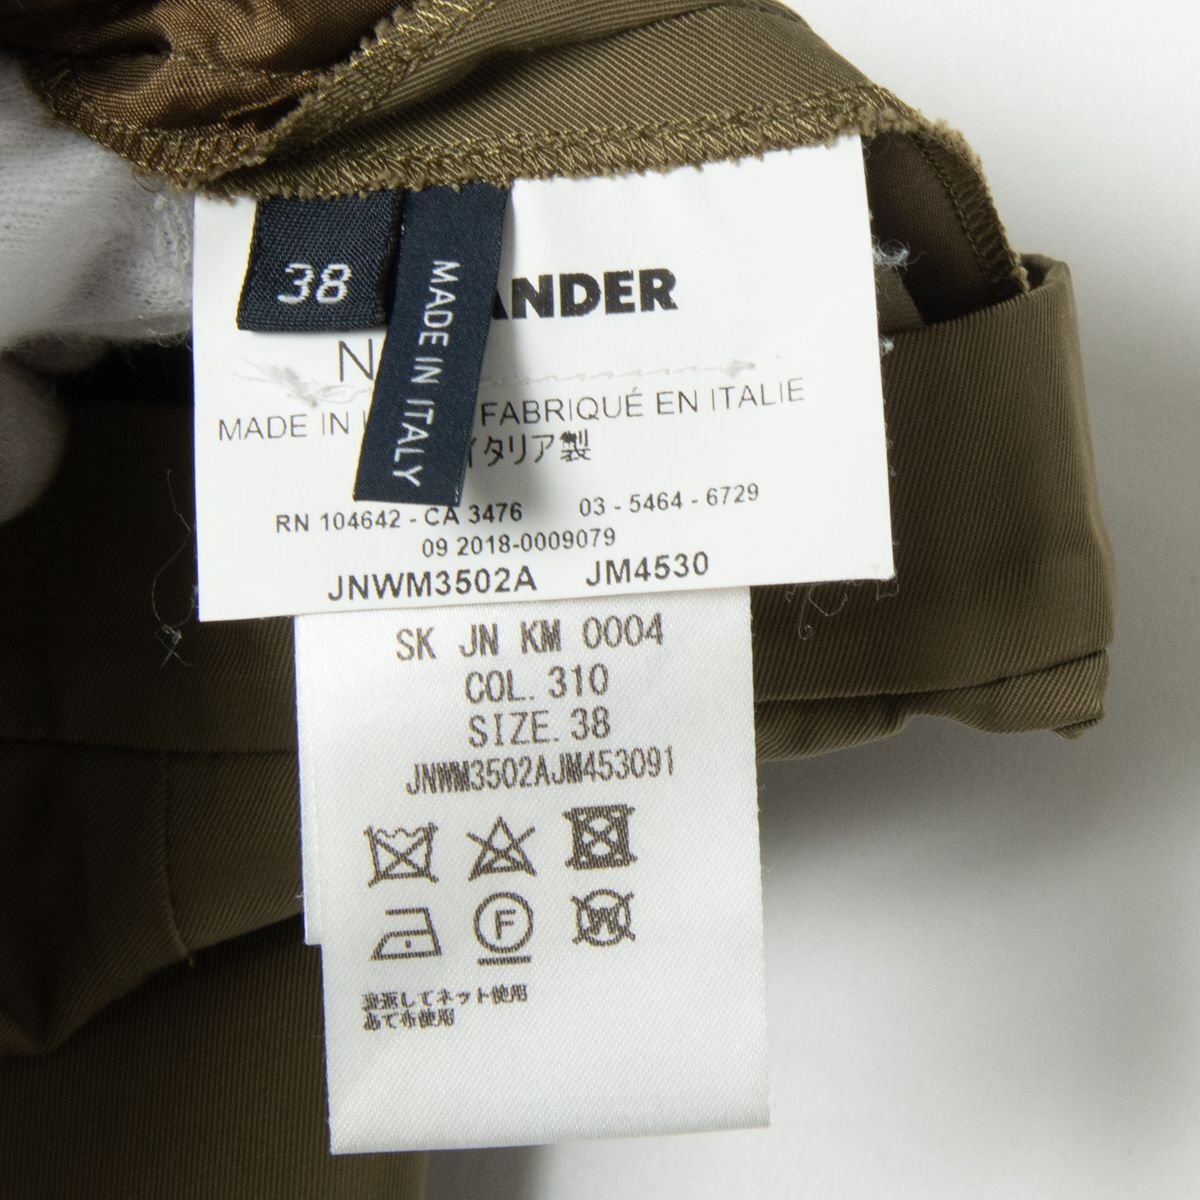 38
MADE IN ITALY
ANDER
N
MADE IN FABRIQUÉ EN ITALIE
イタリア製
RN 104642 - CA 3476 03 - 5464 - 6729
09 2018-0009079
JNWM3502A JM4530
SK JN KM 0004
COL. 310
SIZE. 38
JNWM3502AJM453091
F
W
裏返してネット使用
あて布使用